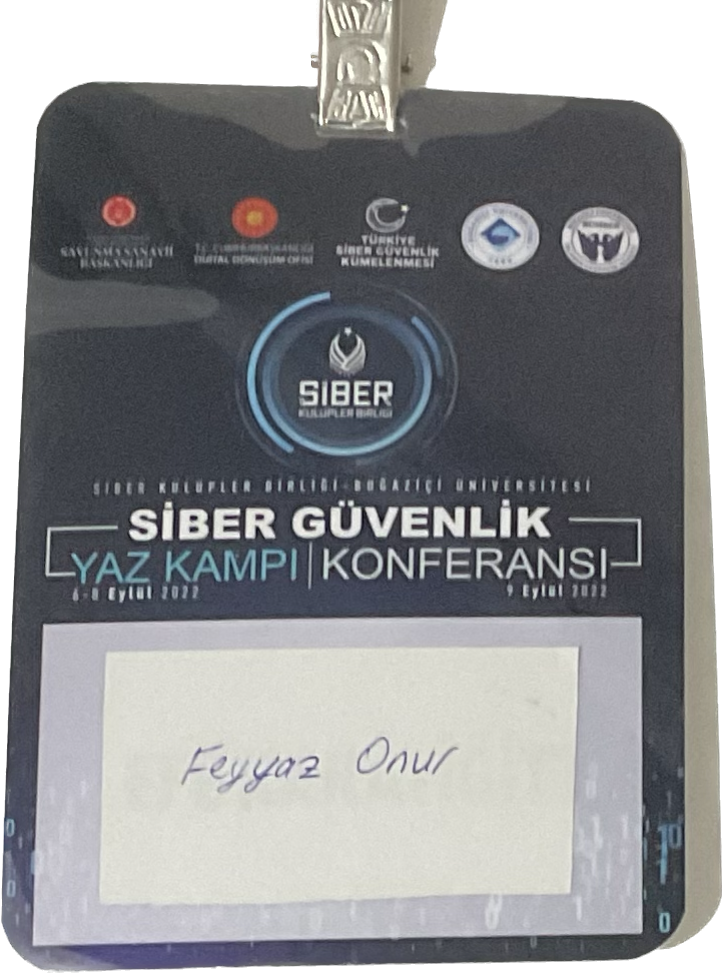 SAVUNMA SANAYİİ
BAŞKANLIĞI
T.C. CUMHURBAŞKANLIĞI
DİJİTAL DÖNÜŞÜM OFİSİ
TÜRKİYE
SİBER GÜVENLİK
KÜMELENMESİ
SİBER
KULÜPLER BİRLİĞİ
SİBER KULÜPLER BİRLİĞİ-BOĞAZİÇİ ÜNİVERSİTESİ
SİBER GÜVENLİK
YAZ KAMPI | KONFERANSI
6-8 Eylül 2022 9 Eylül 2022
Feyyaz Onur